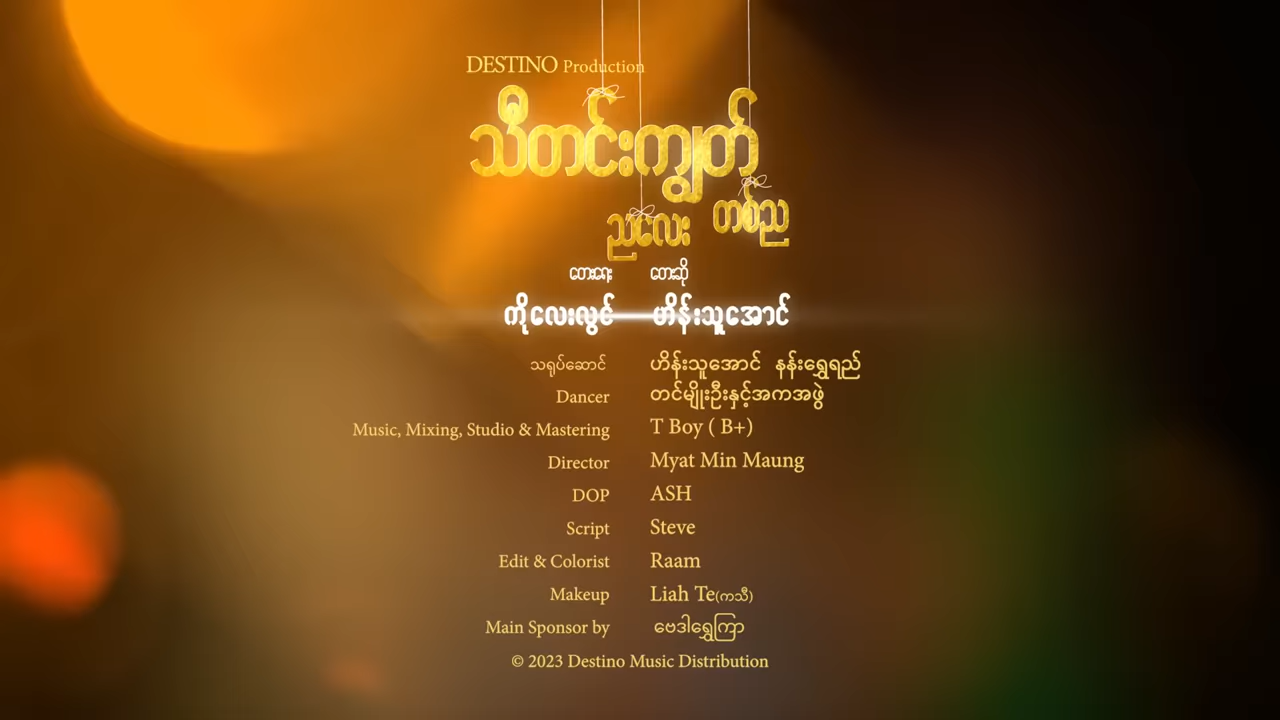 DESTINO Production
သီတင်းကျွတ်
ညလေး တစ်ည
တေးရေး တေးဆို
ကိုလေးလွင် ဟိန်းသူအောင်
သရုပ်ဆောင် ဟိန်းသူအောင် နန်းရွှေရည်
Dancer တင်မျိုးဦးနှင့်အကအဖွဲ့
Music, Mixing, Studio & Mastering T Boy ( B+)
Director Myat Min Maung
DOP ASH
Script Steve
Edit & Colorist Raam
Makeup Liah Te(ကသီ)
Main Sponsor by ဗေဒါရွှေကြာ
© 2023 Destino Music Distribution